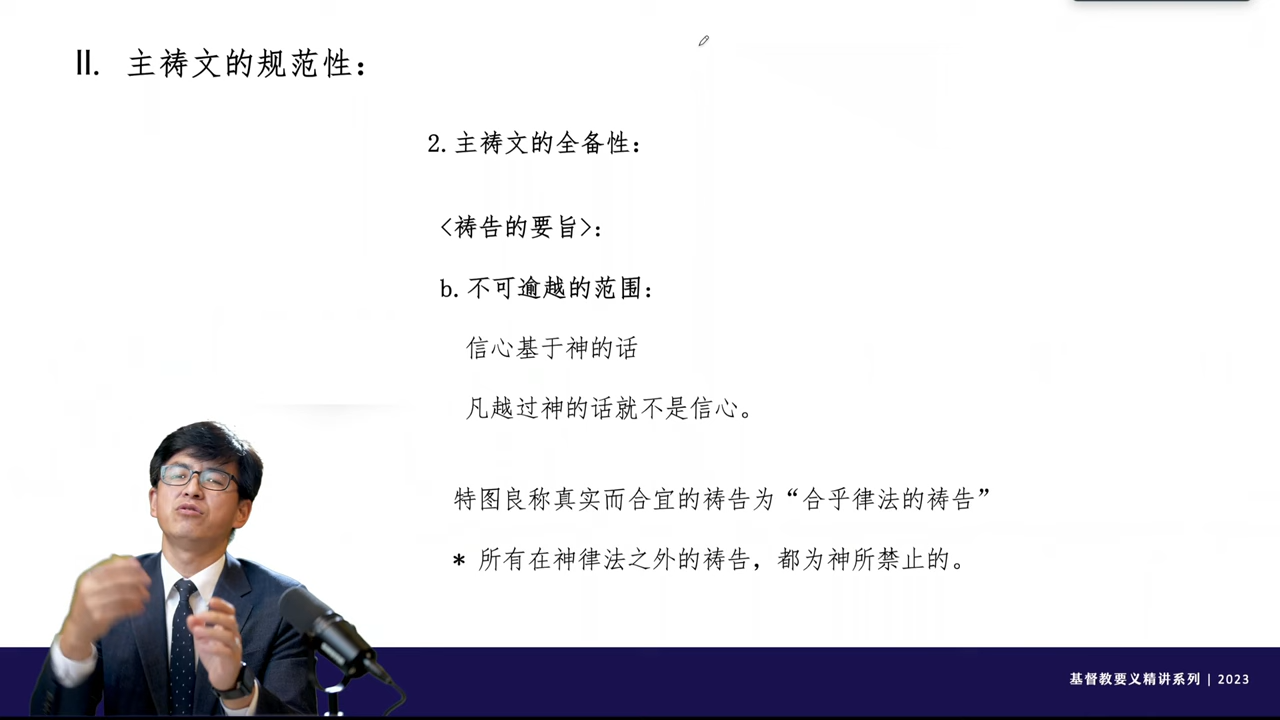 II. 主祷文的规范性：
2.主祷文的全备性：
<祷告的要旨>：
b.不可逾越的范围：
信心基于神的话
凡越过神的话就不是信心。
特图良称真实而合宜的祷告为“合乎律法的祷告”
* 所有在神律法之外的祷告，都为神所禁止的。
基督教要义精讲系列 | 2023